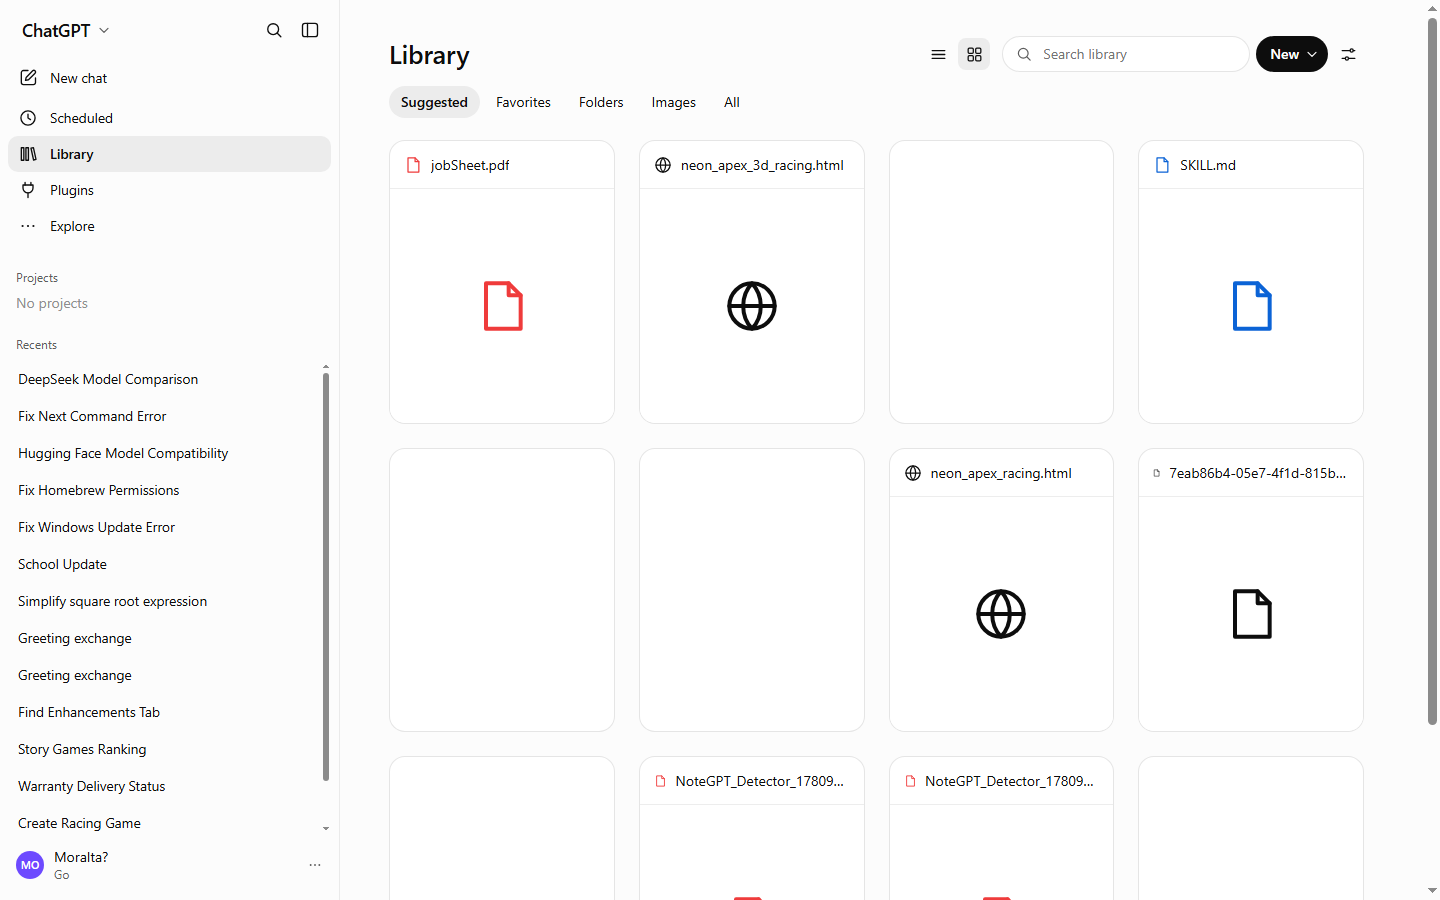 ChatGPT
New chat
Scheduled
Library
Plugins
Explore
Projects
No projects
Recents
DeepSeek Model Comparison
Fix Next Command Error
Hugging Face Model Compatibility
Fix Homebrew Permissions
Fix Windows Update Error
School Update
Simplify square root expression
Greeting exchange
Greeting exchange
Find Enhancements Tab
Story Games Ranking
Warranty Delivery Status
Create Racing Game
MO
Moralta?
Go
Library
Search library
New
Suggested Favorites Folders Images All
jobSheet.pdf
neon_apex_3d_racing.html
SKILL.md
neon_apex_racing.html
7eab86b4-05e7-4f1d-815b...
NoteGPT_Detector_17809...
NoteGPT_Detector_17809...